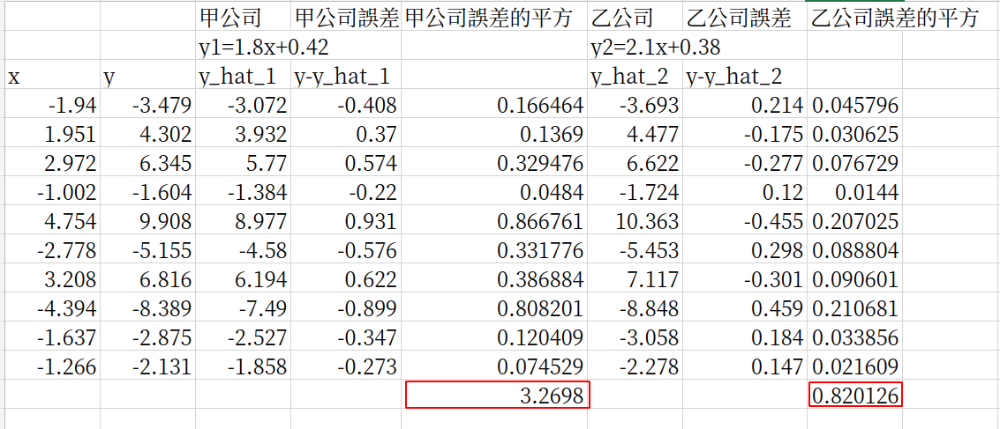 甲公司 甲公司誤差 甲公司誤差的平方 乙公司 乙公司誤差 乙公司誤差的平方
y1=1.8x+0.42 y2=2.1x+0.38
x y y_hat_1 y-y_hat_1 y_hat_2 y-y_hat_2
-1.94 -3.479 -3.072 -0.408 0.166464 -3.693 0.214 0.045796
1.951 4.302 3.932 0.37 0.1369 4.477 -0.175 0.030625
2.972 6.345 5.77 0.574 0.329476 6.622 -0.277 0.076729
-1.002 -1.604 -1.384 -0.22 0.0484 -1.724 0.12 0.0144
4.754 9.908 8.977 0.931 0.866761 10.363 -0.455 0.207025
-2.778 -5.155 -4.58 -0.576 0.331776 -5.453 0.298 0.088804
3.208 6.816 6.194 0.622 0.386884 7.117 -0.301 0.090601
-4.394 -8.389 -7.49 -0.899 0.808201 -8.848 0.459 0.210681
-1.637 -2.875 -2.527 -0.347 0.120409 -3.058 0.184 0.033856
-1.266 -2.131 -1.858 -0.273 0.074529 -2.278 0.147 0.021609
3.2698 0.820126